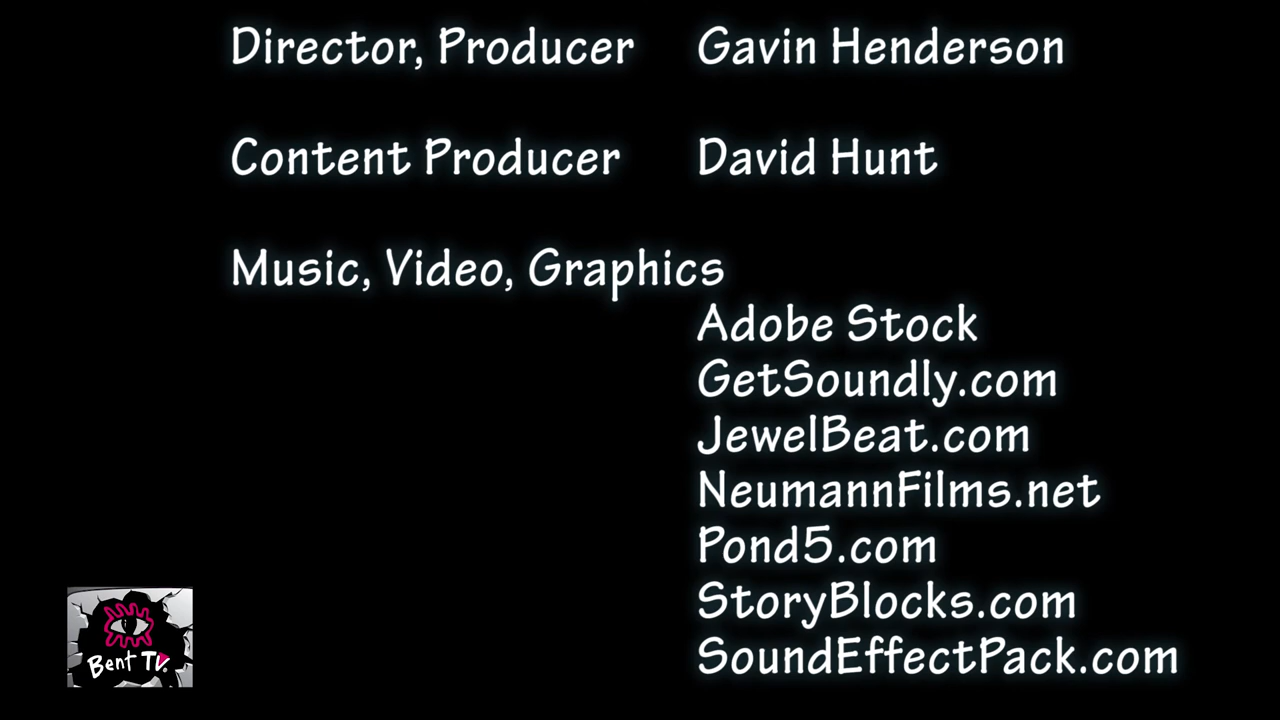 Director, Producer Gavin Henderson
Content Producer David Hunt
Music, Video, Graphics
Adobe Stock
GetSoundly.com
JewelBeat.com
NeumannFilms.net
Pond5.com
StoryBlocks.com
SoundEffectPack.com
Bent TV.